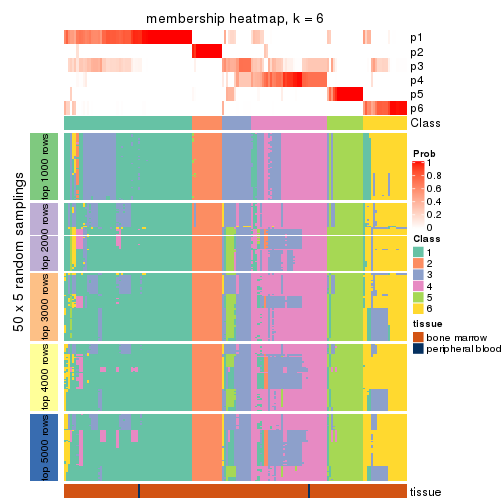 membership heatmap, k = 6
p1
p2
p3
p4
p5
p6
Class
50 x 5 random samplings
top 1000 rows
top 2000 rows
top 3000 rows
top 4000 rows
top 5000 rows
tissue
Prob
1
0.8
0.6
0.4
0.2
0
Class
1
2
3
4
5
6
tissue
bone marrow
peripheral blood